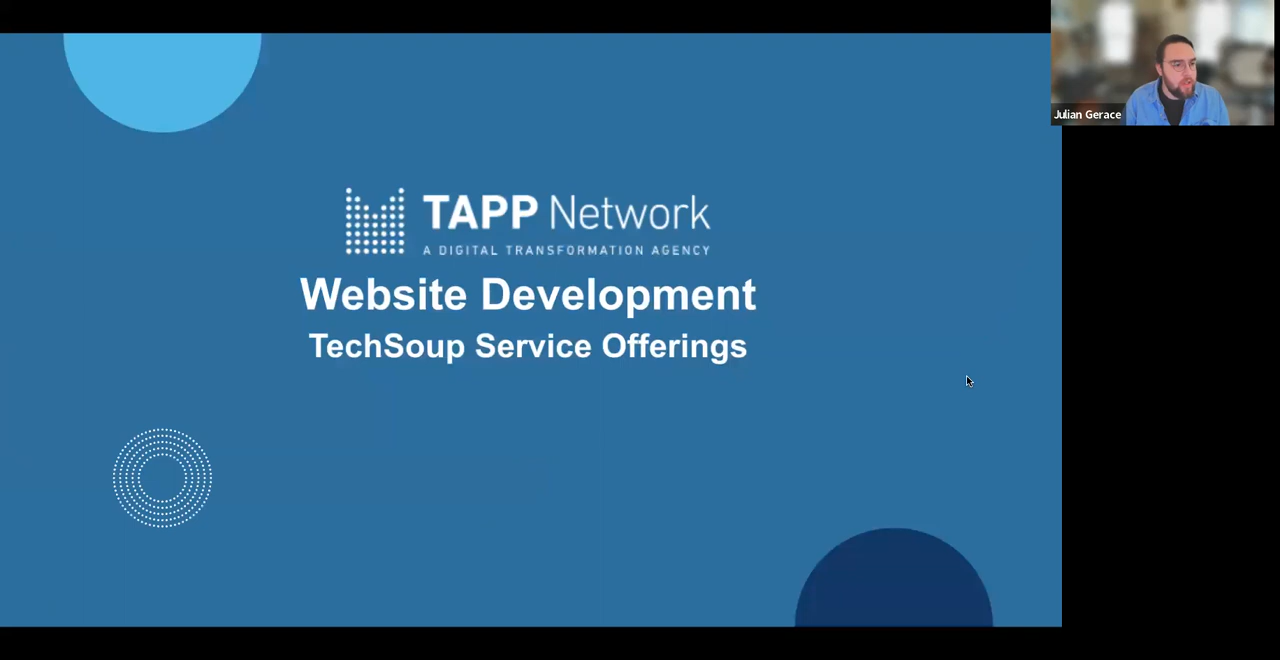 TAPP Network
A DIGITAL TRANSFORMATION AGENCY
Website Development
TechSoup Service Offerings
Julian Gerace